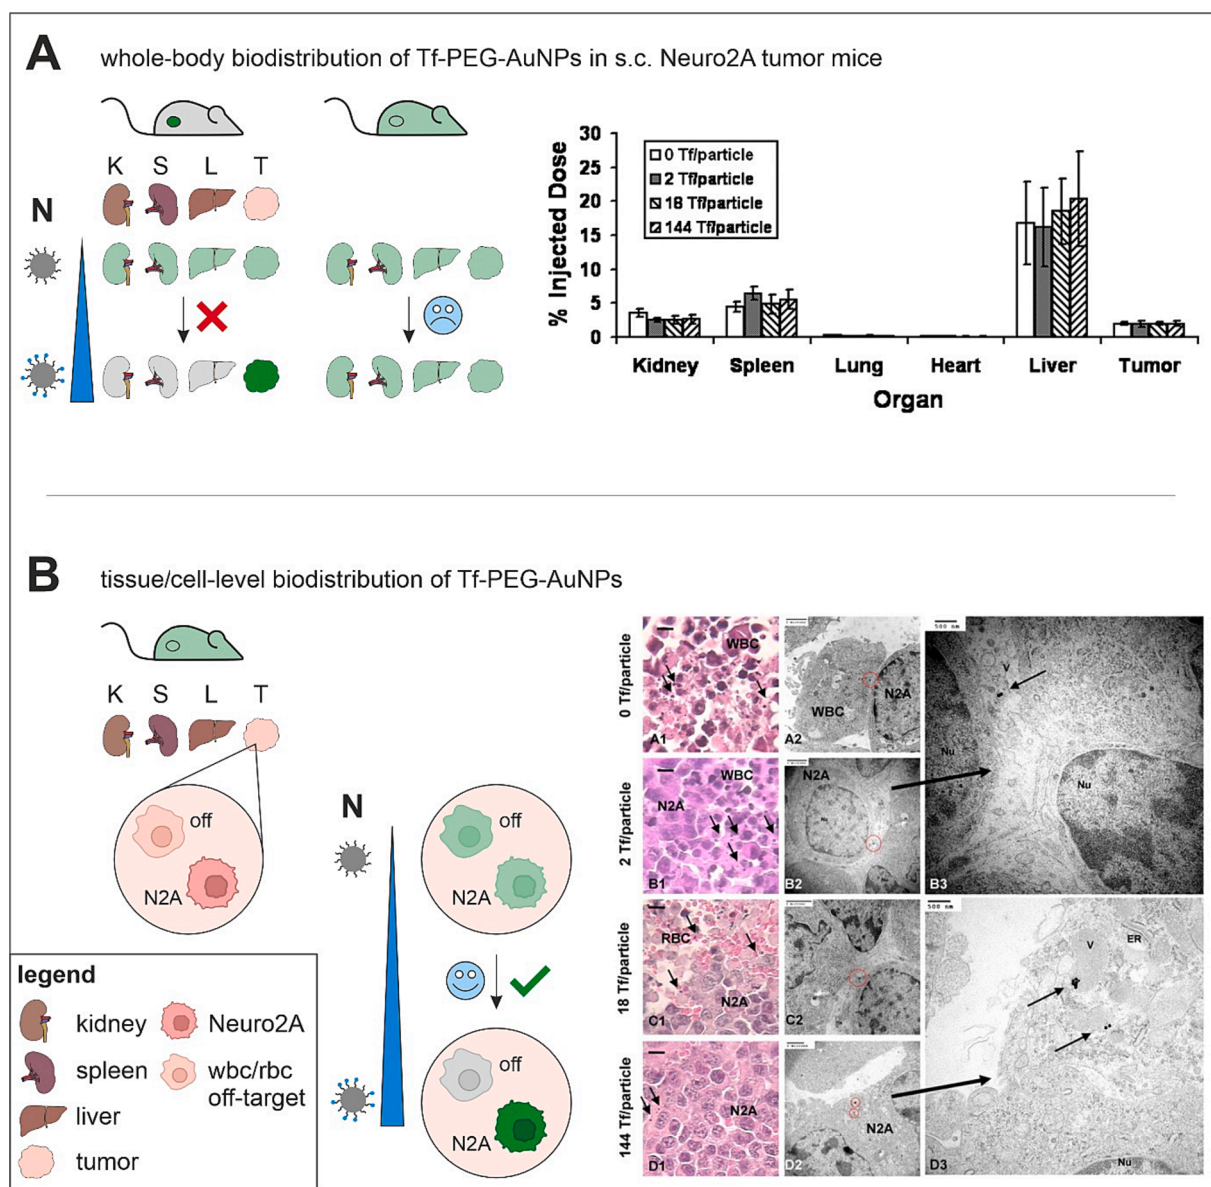 A whole-body biodistribution of Tf-PEG-AuNPs in s.c. Neuro2A tumor mice
K S L T
N
% Injected Dose
30
25
20
15
10
5
0
0 Tf/particle
2 Tf/particle
18 Tf/particle
144 Tf/particle
Kidney Spleen Lung Heart Liver Tumor
Organ
B tissue/cell-level biodistribution of Tf-PEG-AuNPs
K S L T
off
N2A
N
off
N2A
off
N2A
legend
kidney Neuro2A
spleen wbc/rbc
off-target
liver
tumor
0 Tf/particle
WBC
A1
WBC
N2A
A2
500 nm
V
Nu
Nu
B3
2 Tf/particle
WBC
N2A
B1
N2A
Nu
B2
18 Tf/particle
RBC
N2A
C1
C2
500 nm
V
ER
Nu
D3
144 Tf/particle
N2A
D1
N2A
D2